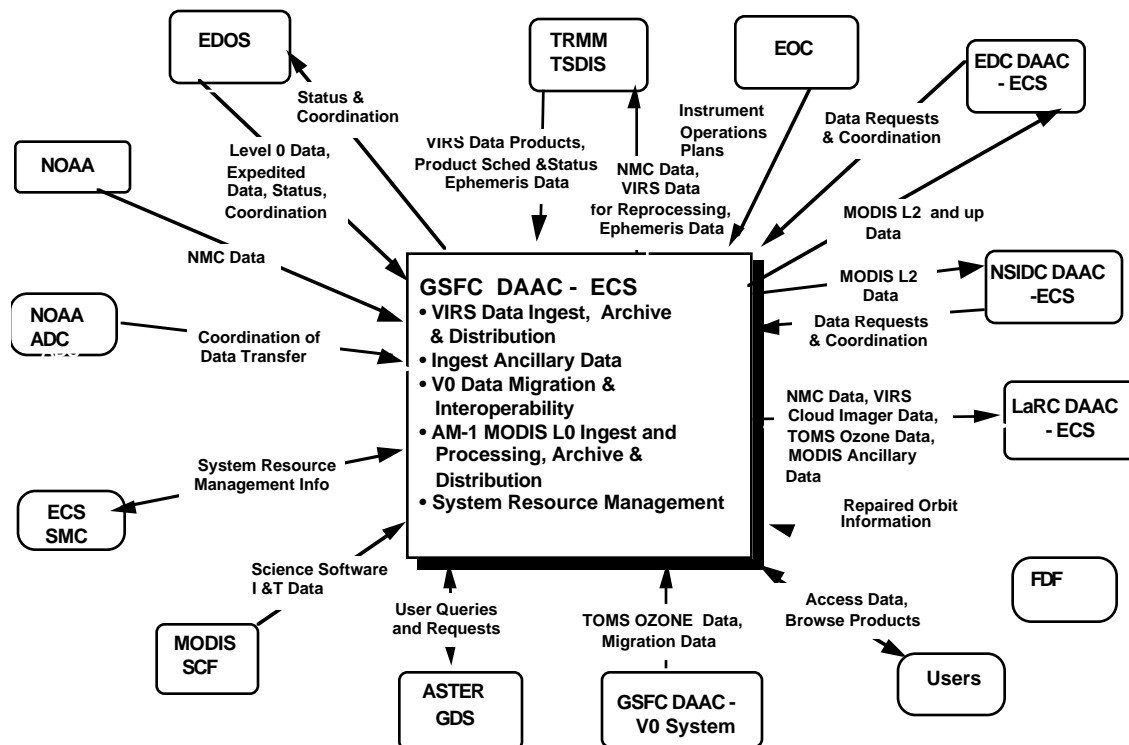 EDOS
TRMM
TSDIS
EOC
EDC DAAC
- ECS
Status &
Coordination
Level 0 Data,
Expedited
Data, Status,
Coordination
VIRS Data Products,
Product Sched &Status
Ephemeris Data
NMC Data,
VIRS Data
for Reprocessing,
Ephemeris Data
Instrument
Operations
Plans
Data Requests
& Coordination
NOAA
NMC Data
MODIS L2 and up
Data
NOAA
ADC
Coordination of
Data Transfer
MODIS L2
Data
NSIDC DAAC
-ECS
Data Requests
& Coordination
GSFC DAAC - ECS
• VIRS Data Ingest, Archive
& Distribution
• Ingest Ancillary Data
• V0 Data Migration &
Interoperability
• AM-1 MODIS L0 Ingest and
Processing, Archive &
Distribution
• System Resource Management
NMC Data, VIRS
Cloud Imager Data,
TOMS Ozone Data,
MODIS Ancillary
Data
LaRC DAAC
- ECS
System Resource
Management Info
ECS
SMC
Repaired Orbit
Information
FDF
Science Software
I &T Data
MODIS
SCF
User Queries
and Requests
ASTER
GDS
TOMS OZONE Data,
Migration Data
GSFC DAAC -
V0 System
Access Data,
Browse Products
Users